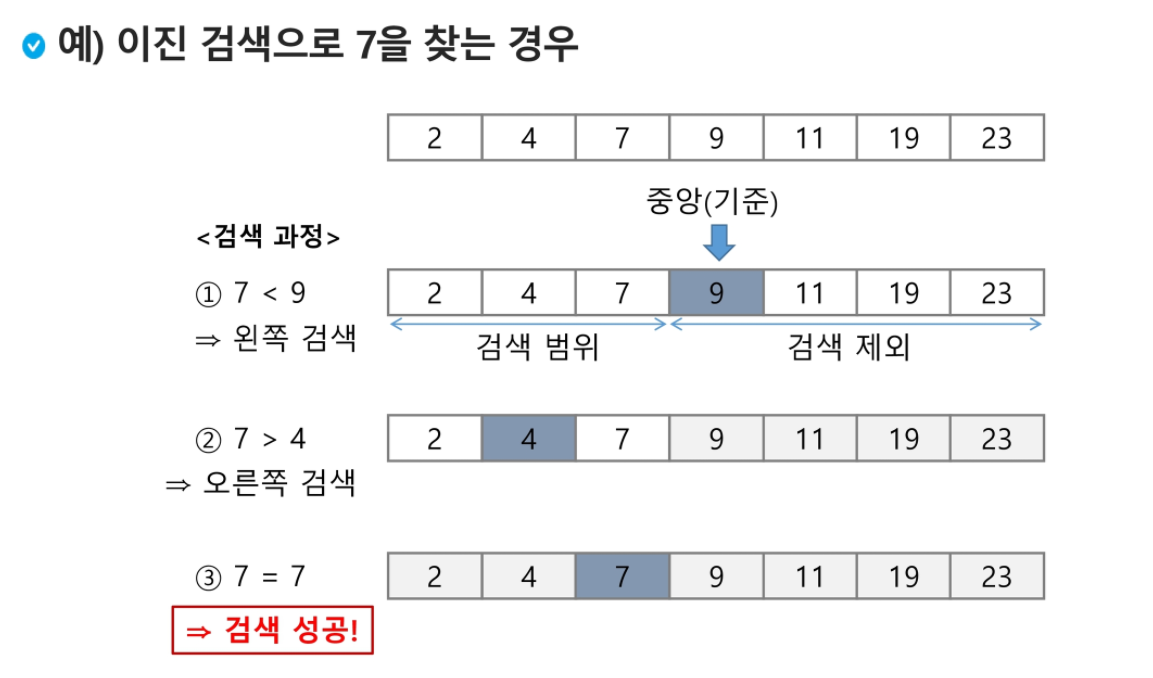 예) 이진 검색으로 7을 찾는 경우
2 4 7 9 11 19 23
중앙(기준)
<검색 과정>
① 7 < 9
2 4 7 9 11 19 23
⇒ 왼쪽 검색
검색 범위
검색 제외
② 7 > 4
2 4 7 9 11 19 23
⇒ 오른쪽 검색
③ 7 = 7
2 4 7 9 11 19 23
⇒ 검색 성공!